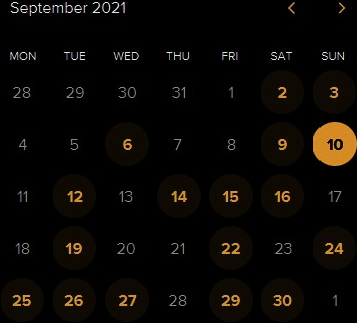 September 2021
MON TUE WED THU FRI SAT SUN
28 29 30 31 1 2 3
4 5 6 7 8 9 10
11 12 13 14 15 16 17
18 19 20 21 22 23 24
25 26 27 28 29 30 1